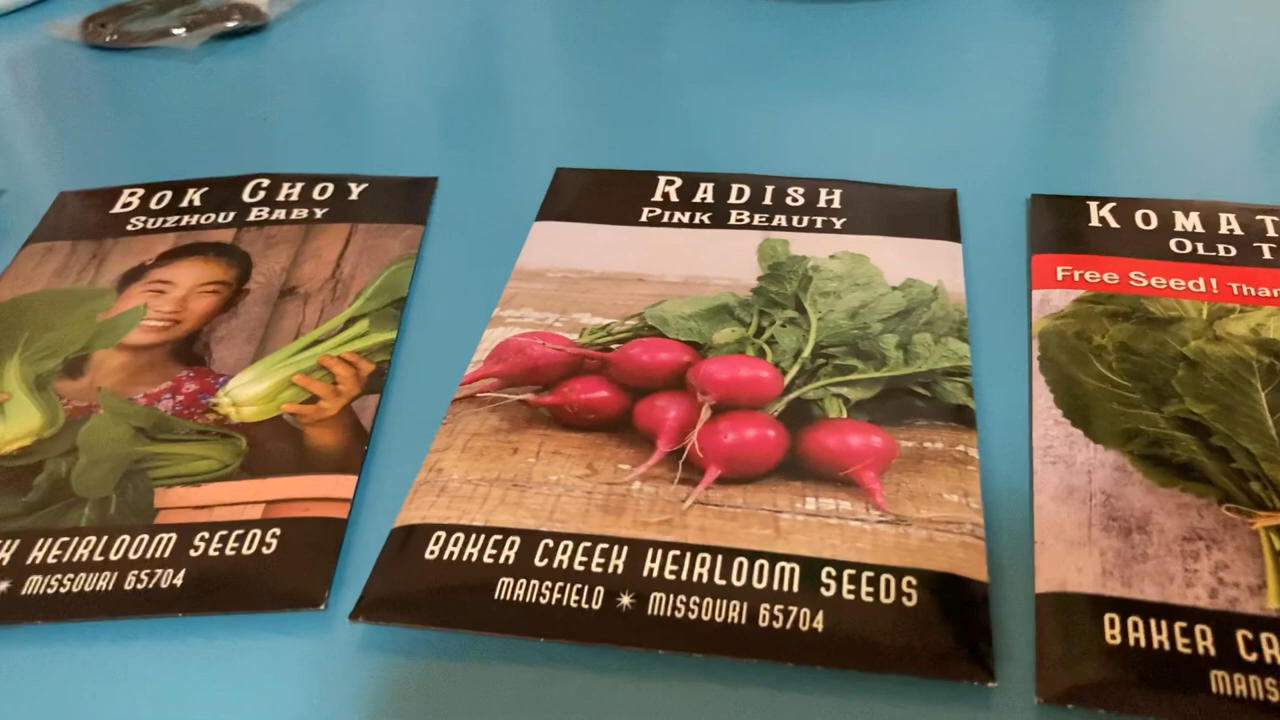 BOK CHOY
SUZHOU BABY
HEIRLOOM SEEDS
MISSOURI 65704
RADISH
PINK BEAUTY
BAKER CREEK HEIRLOOM SEEDS
MANSFIELD ✷ MISSOURI 65704
KOMAT
OLD T
Free Seed! Than
BAKER CR
MANS